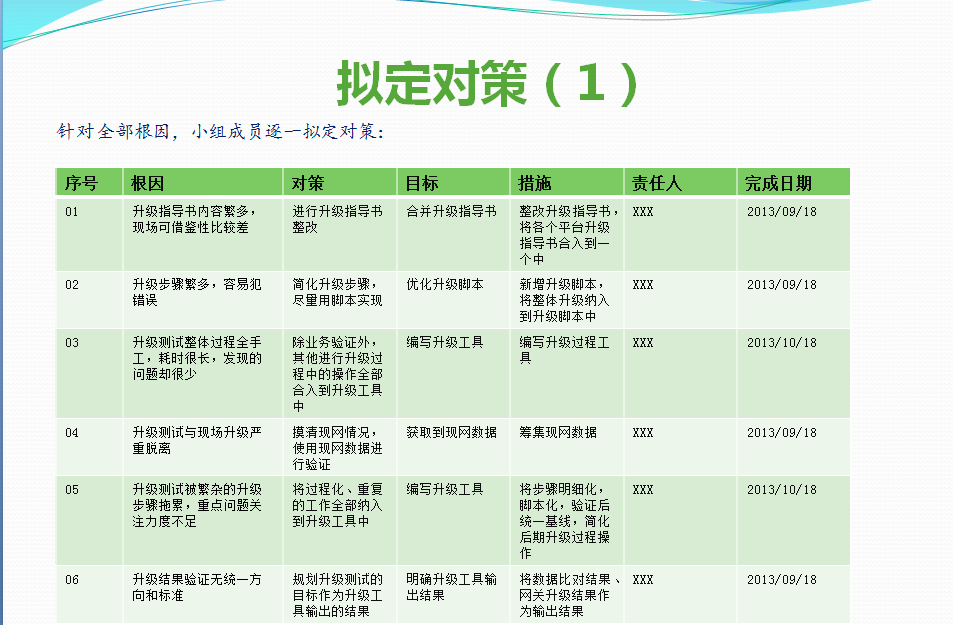 拟定对策（1）
针对全部根因，小组成员逐一拟定对策：
序号 根因 对策 目标 措施 责任人 完成日期
01 升级指导书内容繁多， 进行升级指导书 合并升级指导书 整改升级指导书， XXX 2013/09/18
现场可借鉴性比较差 整改 将各个平台升级
指导书合入到一
个中
02 升级步骤繁多，容易犯 简化升级步骤， 优化升级脚本 新增升级脚本， XXX 2013/09/18
错误 尽量用脚本实现 将整体升级纳入
到升级脚本中
03 升级测试整体过程全手 除业务验证外， 编写升级工具 编写升级过程工 XXX 2013/10/18
工，耗时很长，发现的 其他进行升级过 具
问题却很少 程中的操作全部
合入到升级工具
中
04 升级测试与现场升级严 摸清现网情况， 获取到现网数据 筹集现网数据 XXX 2013/09/18
重脱离 使用现网数据进
行验证
05 升级测试被繁杂的升级 将过程化、重复 编写升级工具 将步骤明细化， XXX 2013/10/18
步骤拖累，重点问题关 的工作全部纳入 脚本化，验证后
注力度不足 到升级工具中 统一基线，简化
后期升级过程操
作
06 升级结果验证无统一方 规划升级测试的 明确升级工具输 将数据比对结果、 XXX 2013/09/18
向和标准 目标作为升级工 出结果 网关升级结果作
具输出的结果 为输出结果